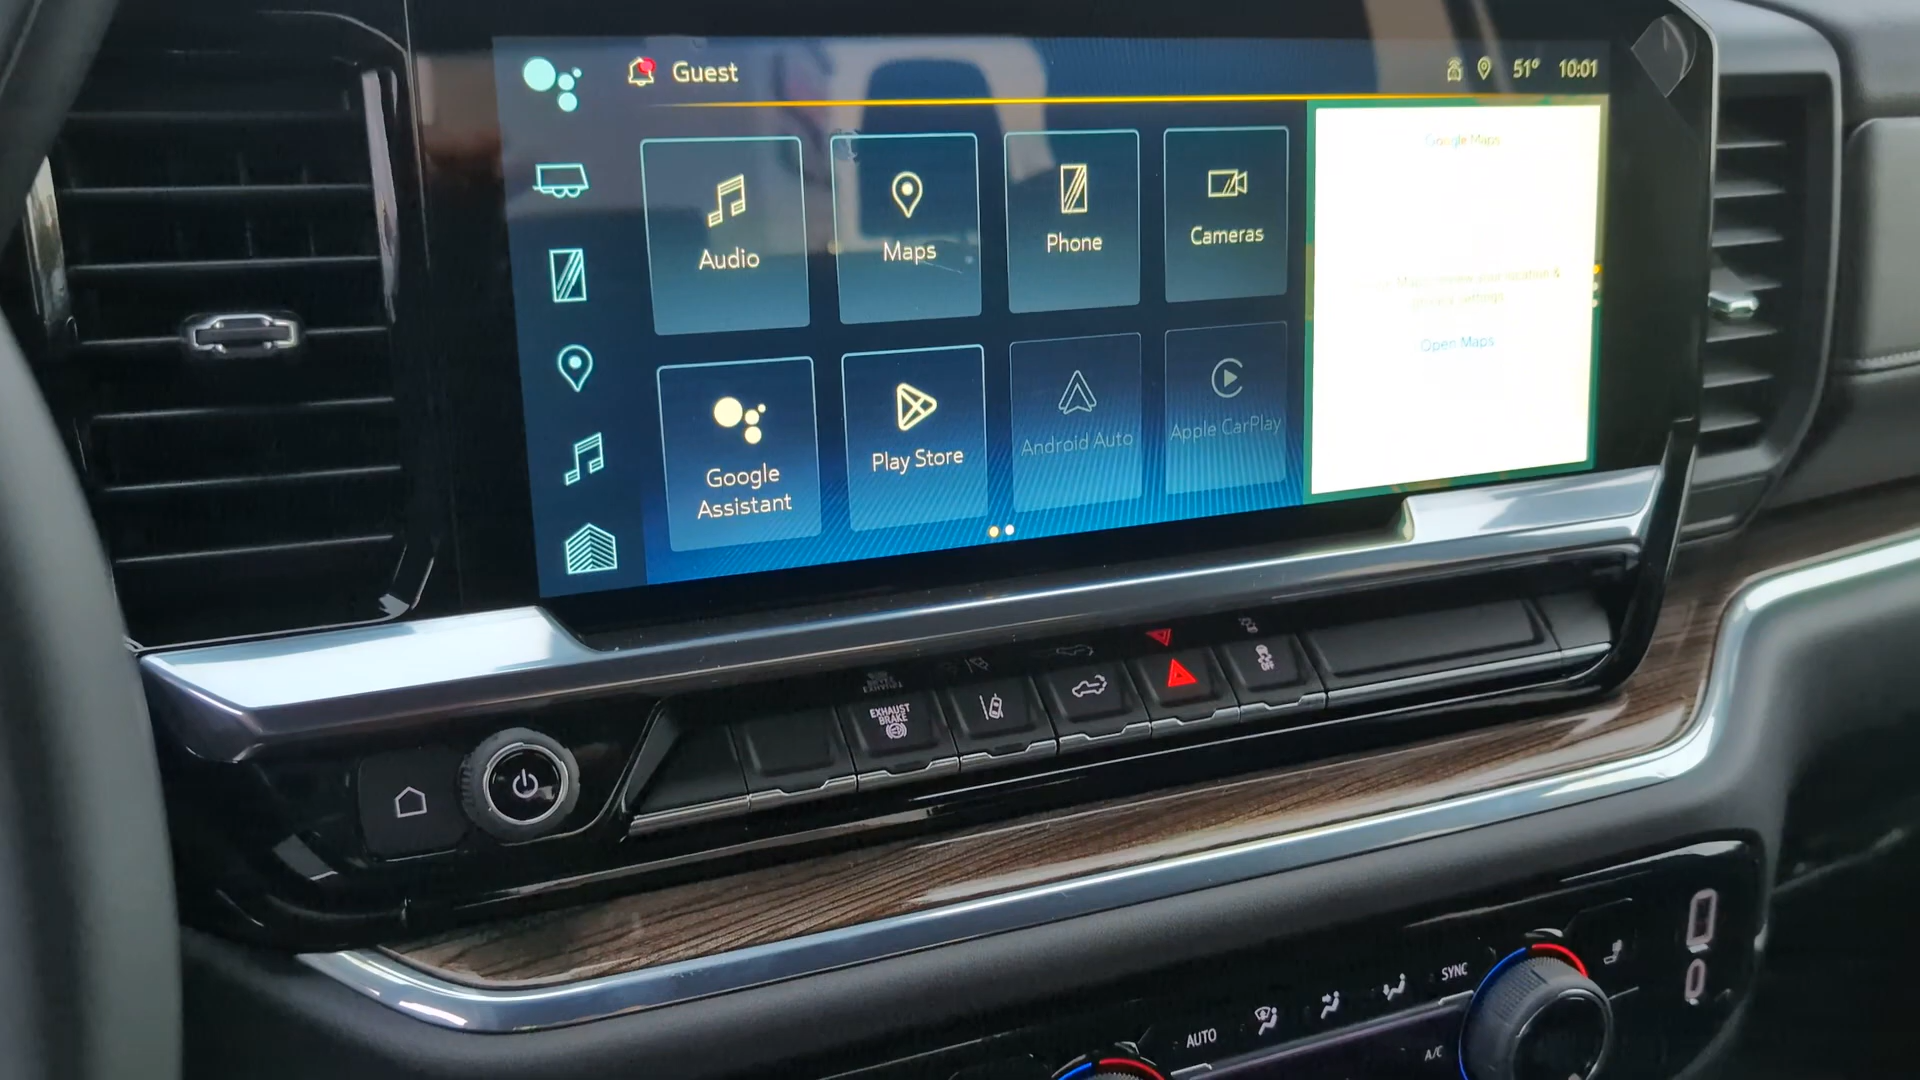 Guest
51° 10:01
Audio
Maps
Phone
Cameras
Google Maps
Open Maps
Google
Assistant
Play Store
Android Auto
Apple CarPlay
EXHAUST
BRAKE
OFF
SYNC
AUTO
A/C